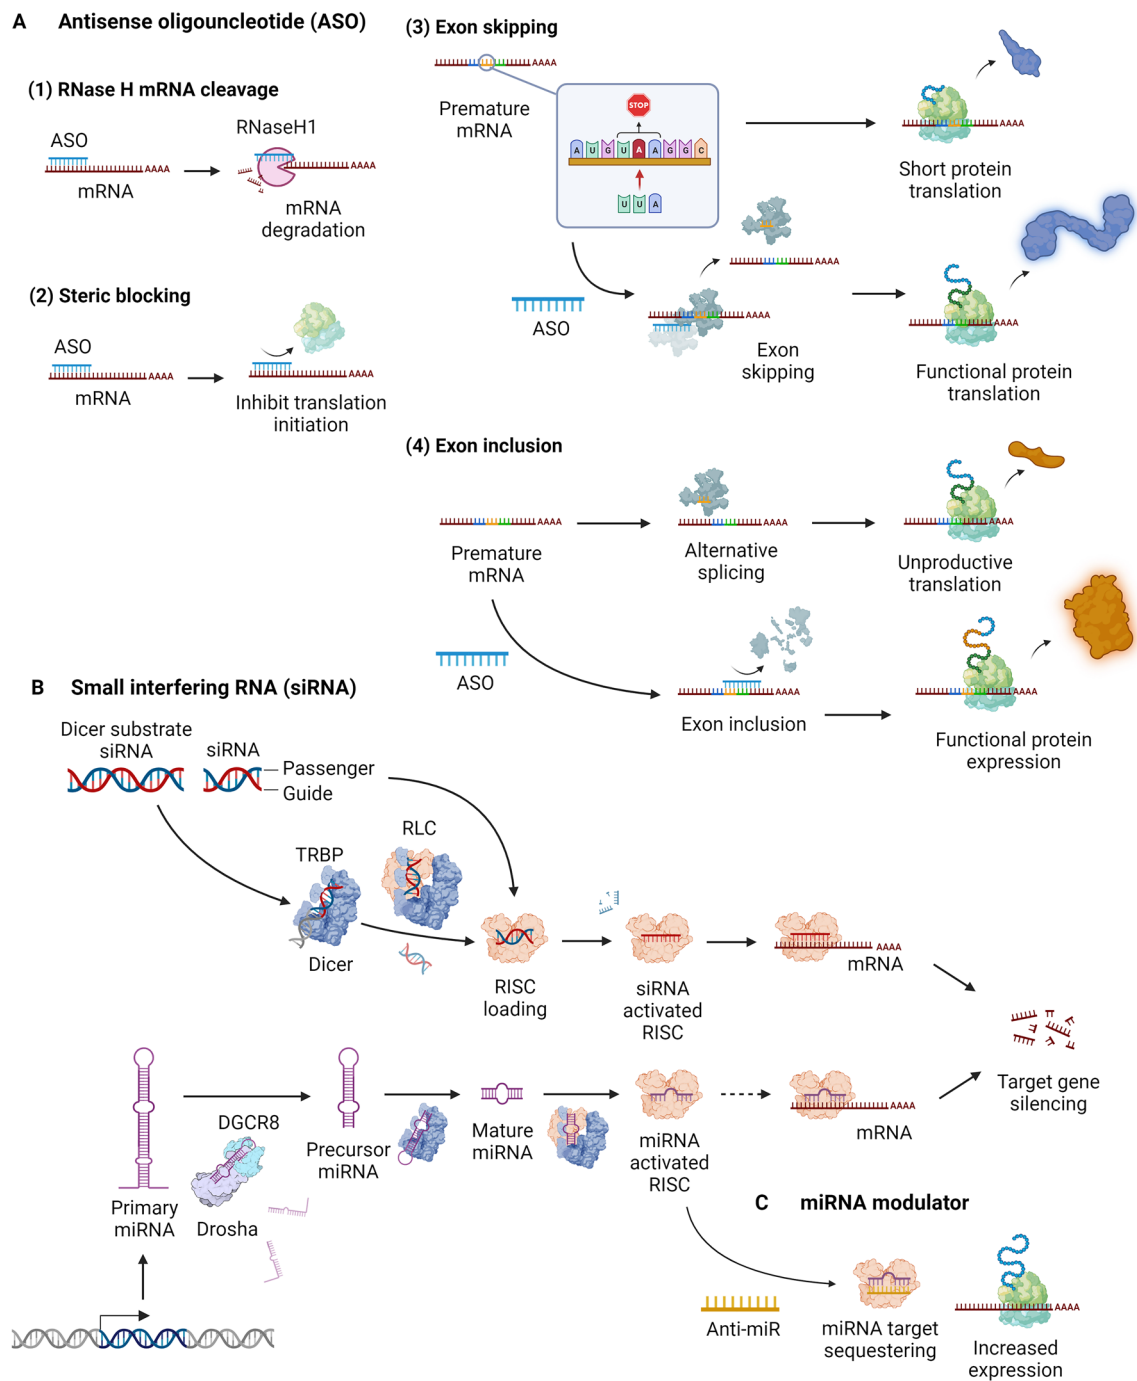 A Antisense oligouncleotide (ASO)
(1) RNase H mRNA cleavage
ASO
mRNA
AAAA
RNaseH1
AAAA
mRNA
degradation
(2) Steric blocking
ASO
mRNA
AAAA
AAAA
Inhibit translation
initiation
(3) Exon skipping
AAAA
Premature
mRNA
STOP
A U G U A A G G C
U U A
AAAA
Short protein
translation
ASO
AAAA
AAAA
Exon
skipping
AAAA
Functional protein
translation
(4) Exon inclusion
AAAA
Premature
mRNA
AAAA
Alternative
splicing
AAAA
Unproductive
translation
ASO
AAAA
Exon inclusion
AAAA
Functional protein
expression
B Small interfering RNA (siRNA)
Dicer substrate
siRNA
siRNA
Passenger
Guide
TRBP
Dicer
RLC
RISC
loading
siRNA
activated
RISC
AAAA
mRNA
Target gene
silencing
Primary
miRNA
DGCR8
Drosha
Precursor
miRNA
Mature
miRNA
miRNA
activated
RISC
AAAA
mRNA
C miRNA modulator
Anti-miR
miRNA target
sequestering
AAAA
Increased
expression